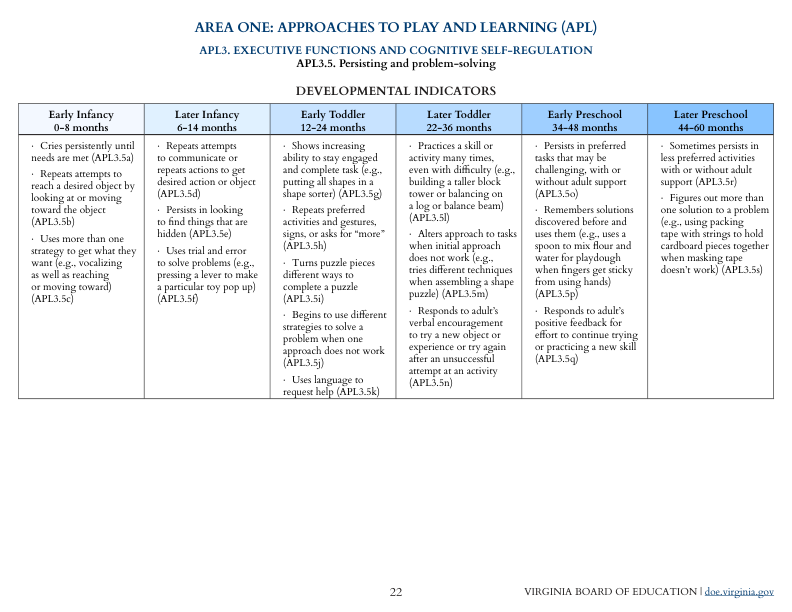 AREA ONE: APPROACHES TO PLAY AND LEARNING (APL)
APL3. EXECUTIVE FUNCTIONS AND COGNITIVE SELF-REGULATION
APL3.5. Persisting and problem-solving
DEVELOPMENTAL INDICATORS
Early Infancy
0–8 months
· Cries persistently until
needs are met (APL3.5a)
· Repeats attempts to
reach a desired object by
looking at or moving
toward the object
(APL3.5b)
· Uses more than one
strategy to get what they
want (e.g., vocalizing
as well as reaching
or moving toward)
(APL3.5c)
Later Infancy
6–14 months
· Repeats attempts
to communicate or
repeats actions to get
desired action or object
(APL3.5d)
· Persists in looking
to find things that are
hidden (APL3.5e)
· Uses trial and error
to solve problems (e.g.,
pressing a lever to make
a particular toy pop up)
(APL3.5f)
Early Toddler
12–24 months
· Shows increasing
ability to stay engaged
and complete task (e.g.,
putting all shapes in a
shape sorter) (APL3.5g)
· Repeats preferred
activities and gestures,
signs, or asks for “more”
(APL3.5h)
· Turns puzzle pieces
different ways to
complete a puzzle
(APL3.5i)
· Begins to use different
strategies to solve a
problem when one
approach does not work
(APL3.5j)
· Uses language to
request help (APL3.5k)
Later Toddler
22–36 months
· Practices a skill or
activity many times,
even with difficulty (e.g.,
building a taller block
tower or balancing on
a log or balance beam)
(APL3.5l)
· Alters approach to tasks
when initial approach
does not work (e.g.,
tries different techniques
when assembling a shape
puzzle) (APL3.5m)
· Responds to adult’s
verbal encouragement
to try a new object or
experience or try again
after an unsuccessful
attempt at an activity
(APL3.5n)
Early Preschool
34–48 months
· Persists in preferred
tasks that may be
challenging, with or
without adult support
(APL3.5o)
· Remembers solutions
discovered before and
uses them (e.g., uses a
spoon to mix flour and
water for playdough
when fingers get sticky
from using hands)
(APL3.5p)
· Responds to adult’s
positive feedback for
effort to continue trying
or practicing a new skill
(APL3.5q)
Later Preschool
44–60 months
· Sometimes persists in
less preferred activities
with or without adult
support (APL3.5r)
· Figures out more than
one solution to a problem
(e.g., using packing
tape with strings to hold
cardboard pieces together
when masking tape
doesn’t work) (APL3.5s)
22
VIRGINIA BOARD OF EDUCATION | doe.virginia.gov